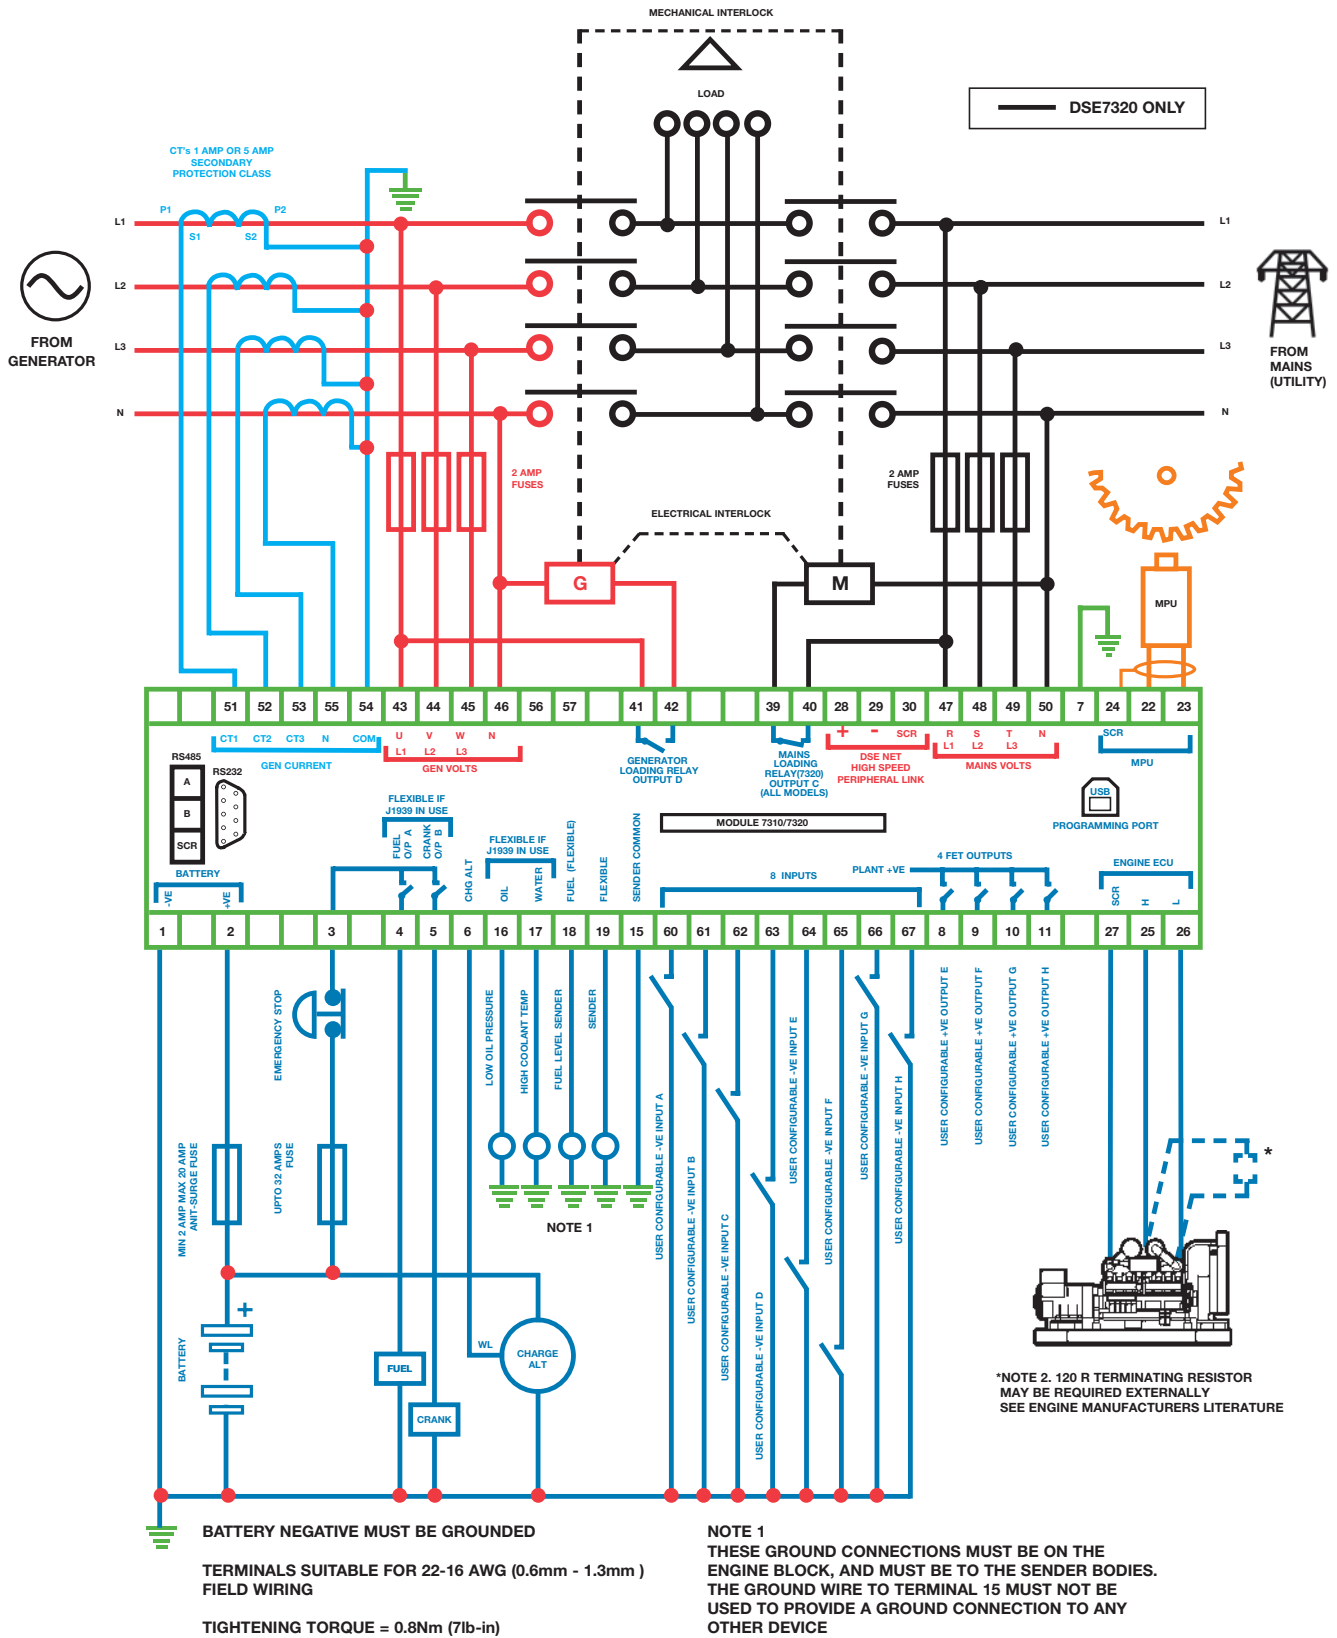 MECHANICAL INTERLOCK
LOAD
DSE7320 ONLY
CT's 1 AMP OR 5 AMP
SECONDARY
PROTECTION CLASS
P1
P2
S1
S2
L1
L2
L3
N
FROM
GENERATOR
L1
L2
L3
N
FROM
MAINS
(UTILITY)
2 AMP
FUSES
2 AMP
FUSES
ELECTRICAL INTERLOCK
G
M
MPU
51 52 53 55 54 43 44 45 46 56 57 41 42 39 40 28 29 30 47 48 49 50 7 24 22 23
CT1 CT2 CT3 N COM
GEN CURRENT
U V W N
L1 L2 L3
GEN VOLTS
GENERATOR
LOADING RELAY
OUTPUT D
MAINS
LOADING
RELAY(7320)
OUTPUT C
(ALL MODELS)
+ - SCR
DSE NET
HIGH SPEED
PERIPHERAL LINK
R S T N
L1 L2 L3
MAINS VOLTS
SCR
MPU
RS485
A
B
SCR
RS232
USB
PROGRAMMING PORT
MODULE 7310/7320
BATTERY
-VE
+VE
FLEXIBLE IF
J1939 IN USE
FUEL
O/P A
CRANK
O/P B
CHG ALT
FLEXIBLE IF
J1939 IN USE
OIL
WATER
FUEL (FLEXIBLE)
FLEXIBLE
SENDER COMMON
8 INPUTS
PLANT +VE
4 FET OUTPUTS
ENGINE ECU
SCR
H
L
1 2 3 4 5 6 16 17 18 19 15 60 61 62 63 64 65 66 67 8 9 10 11 27 25 26
EMERGENCY STOP
MIN 2 AMP MAX 20 AMP
ANIT-SURGE FUSE
UPTO 32 AMPS
FUSE
LOW OIL PRESSURE
HIGH COOLANT TEMP
FUEL LEVEL SENDER
SENDER
NOTE 1
USER CONFIGURABLE -VE INPUT A
USER CONFIGURABLE -VE INPUT B
USER CONFIGURABLE -VE INPUT C
USER CONFIGURABLE -VE INPUT D
USER CONFIGURABLE -VE INPUT E
USER CONFIGURABLE -VE INPUT F
USER CONFIGURABLE -VE INPUT G
USER CONFIGURABLE -VE INPUT H
USER CONFIGURABLE +VE OUTPUT E
USER CONFIGURABLE +VE OUTPUT F
USER CONFIGURABLE +VE OUTPUT G
USER CONFIGURABLE +VE OUTPUT H
*
BATTERY
+
FUEL
CRANK
WL
CHARGE
ALT
*NOTE 2. 120 R TERMINATING RESISTOR
MAY BE REQUIRED EXTERNALLY
SEE ENGINE MANUFACTURERS LITERATURE
BATTERY NEGATIVE MUST BE GROUNDED
TERMINALS SUITABLE FOR 22-16 AWG (0.6mm - 1.3mm )
FIELD WIRING
TIGHTENING TORQUE = 0.8Nm (7lb-in)
NOTE 1
THESE GROUND CONNECTIONS MUST BE ON THE
ENGINE BLOCK, AND MUST BE TO THE SENDER BODIES.
THE GROUND WIRE TO TERMINAL 15 MUST NOT BE
USED TO PROVIDE A GROUND CONNECTION TO ANY
OTHER DEVICE